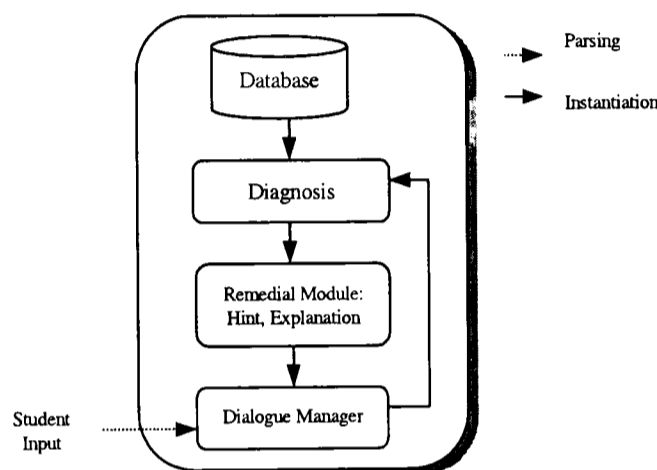 Database
Diagnosis
Remedial Module:
Hint, Explanation
Dialogue Manager
Student
Input
Parsing
Instantiation